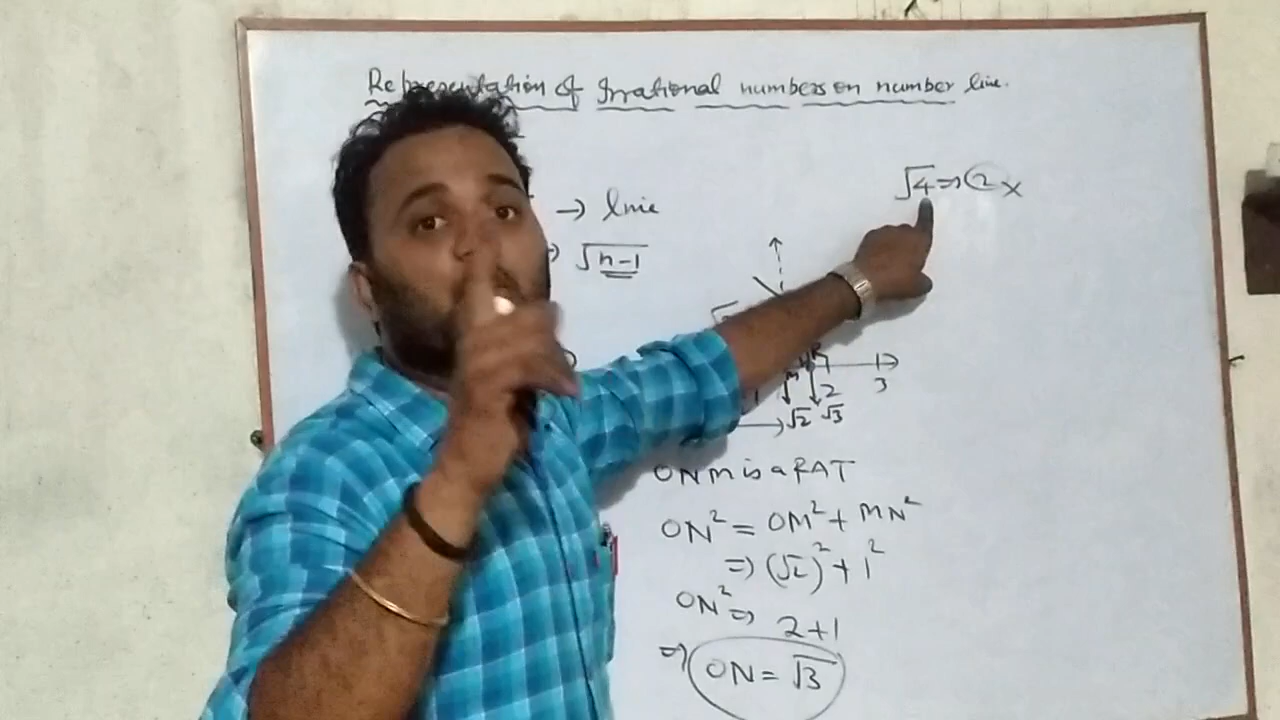 Representation of Irrational numbers on number line.
√4 ⇒ 2 ×
→ line
√n-1
1 2 3
√2 √3
ONM is a RAT
ON² = OM² + MN²
⇒ (√2)² + 1²
ON² ⇒ 2+1
⇒ ON = √3